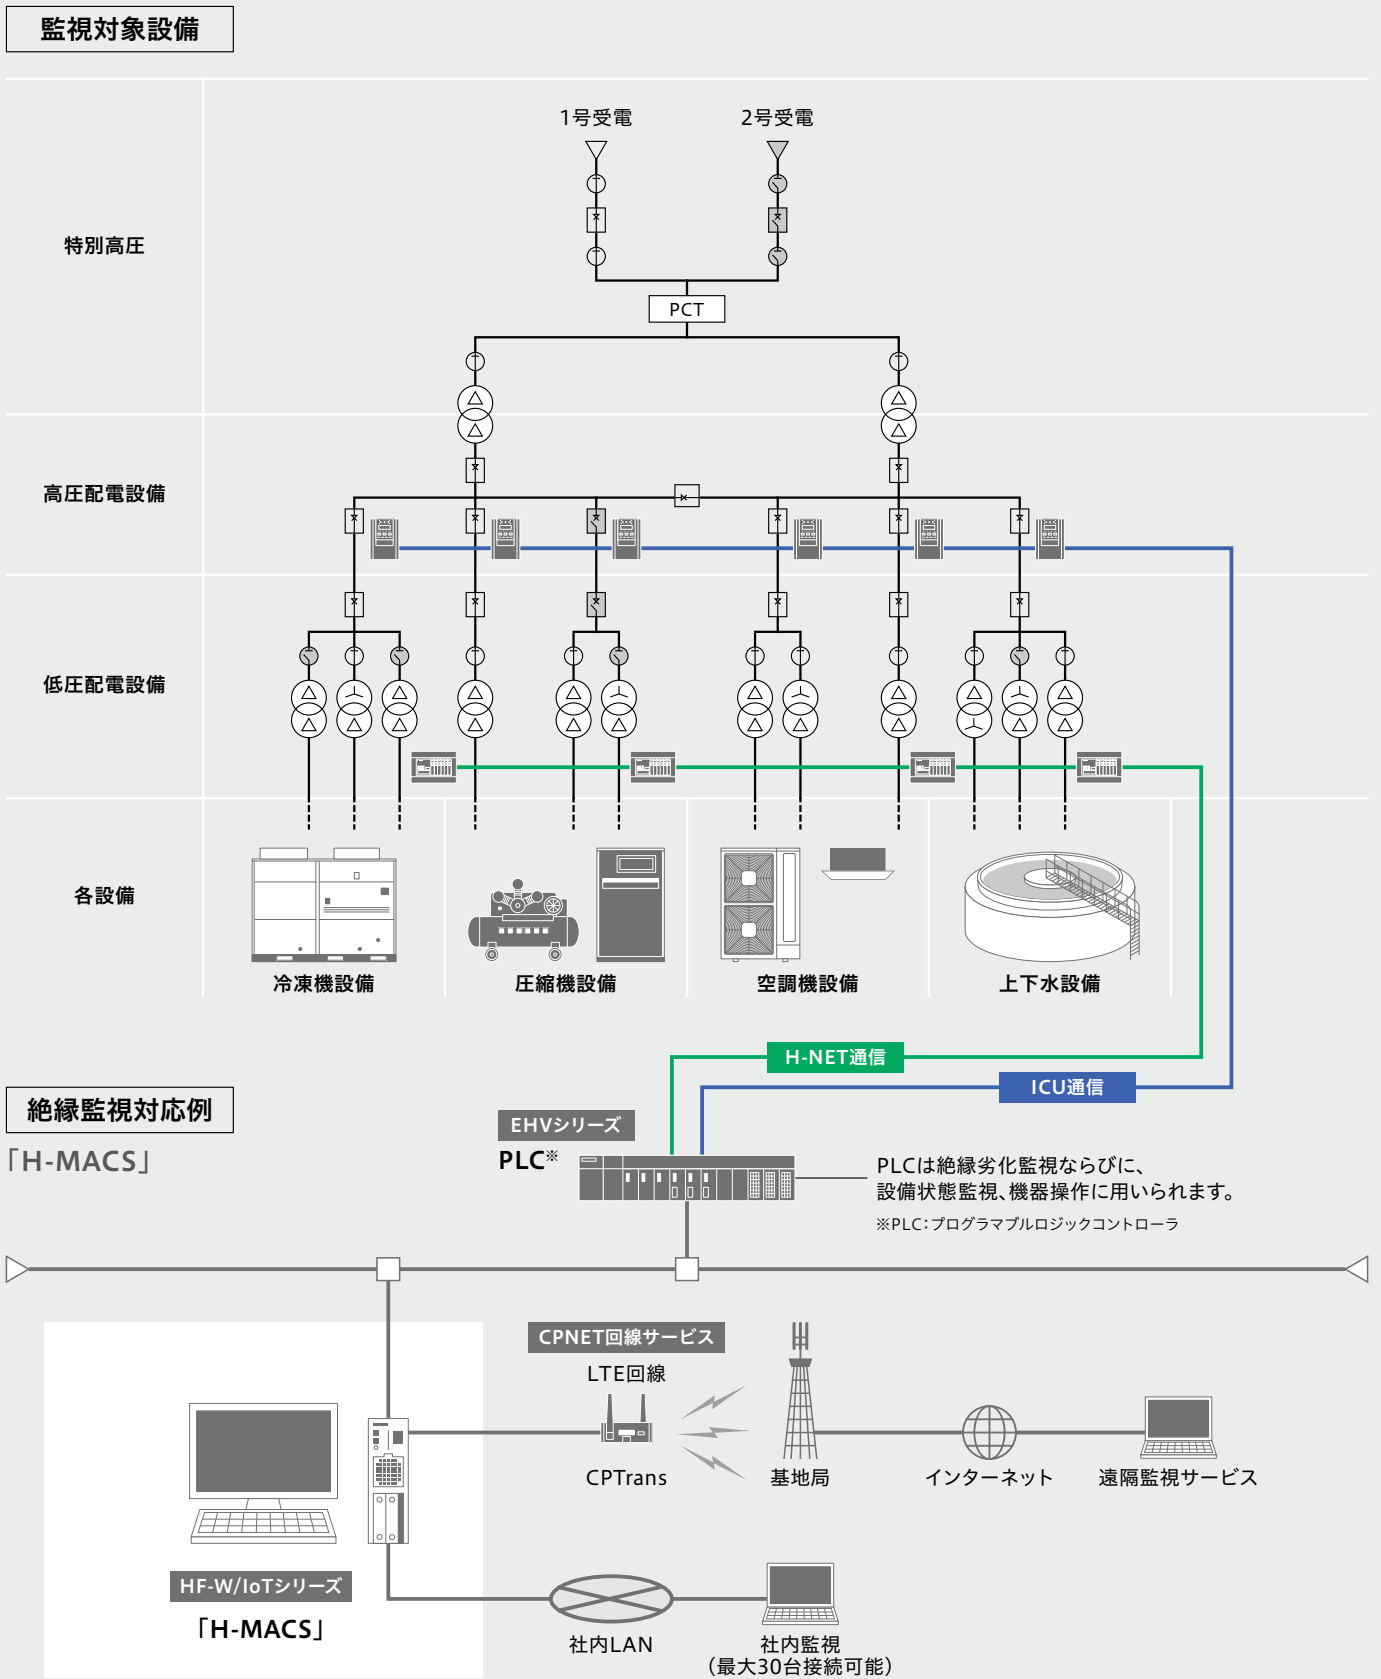 監視対象設備
1号受電
2号受電
特別高圧
PCT
高圧配電設備
低圧配電設備
各設備
冷凍機設備
圧縮機設備
空調機設備
上下水設備
H-NET通信
ICU通信
絶縁監視対応例
「H-MACS」
EHVシリーズ
PLC※
PLCは絶縁劣化監視ならびに、
設備状態監視、機器操作に用いられます。
※PLC：プログラマブルロジックコントローラ
CPNET回線サービス
LTE回線
CPTrans
基地局
インターネット
遠隔監視サービス
HF-W/IoTシリーズ
「H-MACS」
社内LAN
社内監視
（最大30台接続可能）